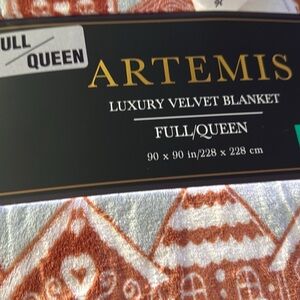 ULL
QUEEN
ARTEMIS
LUXURY VELVET BLANKET
FULL/QUEEN
90 x 90 in/228 x 228 cm